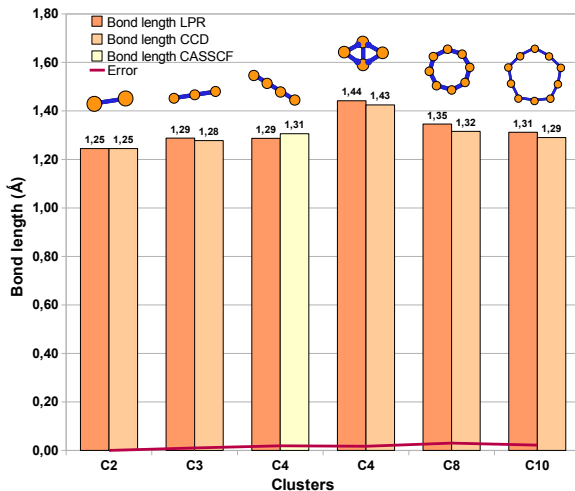 1,80
1,60
1,40
1,20
1,00
0,80
0,60
0,40
0,20
0,00
Bond length (Å)
Bond length LPR
Bond length CCD
Bond length CASSCF
Error
1,25 1,25
1,29 1,28
1,29 1,31
1,44 1,43
1,35 1,32
1,31 1,29
C2 C3 C4 C4 C8 C10
Clusters